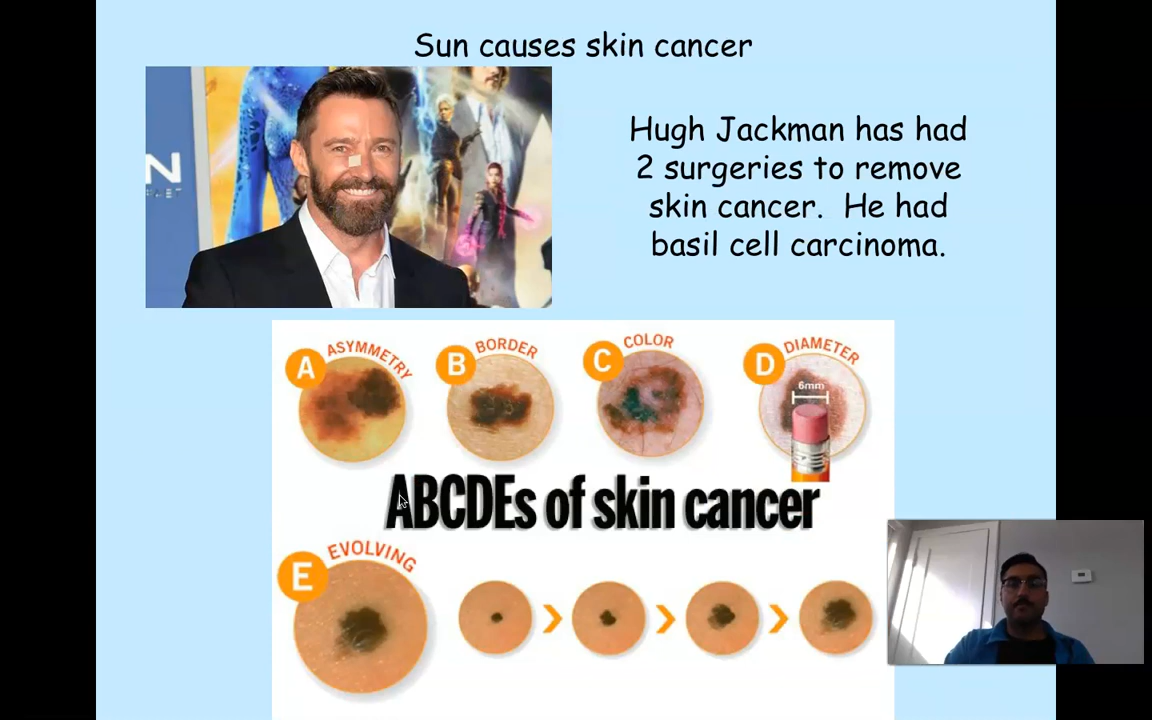 Sun causes skin cancer
Hugh Jackman has had
2 surgeries to remove
skin cancer. He had
basil cell carcinoma.
N
A ASYMMETRY
B BORDER
C COLOR
D DIAMETER
6mm
ABCDEs of skin cancer
E EVOLVING